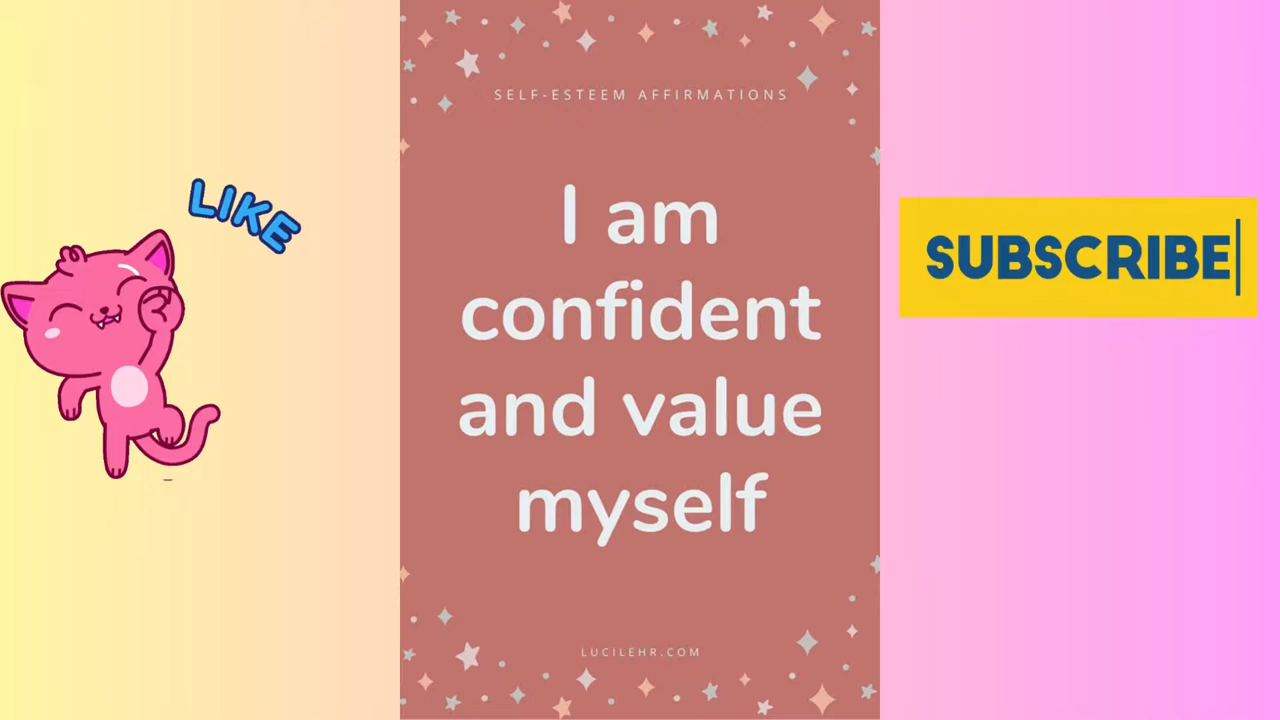 LIKE
SELF-ESTEEM AFFIRMATIONS
I am
confident
and value
myself
LUCILEHR.COM
SUBSCRIBE